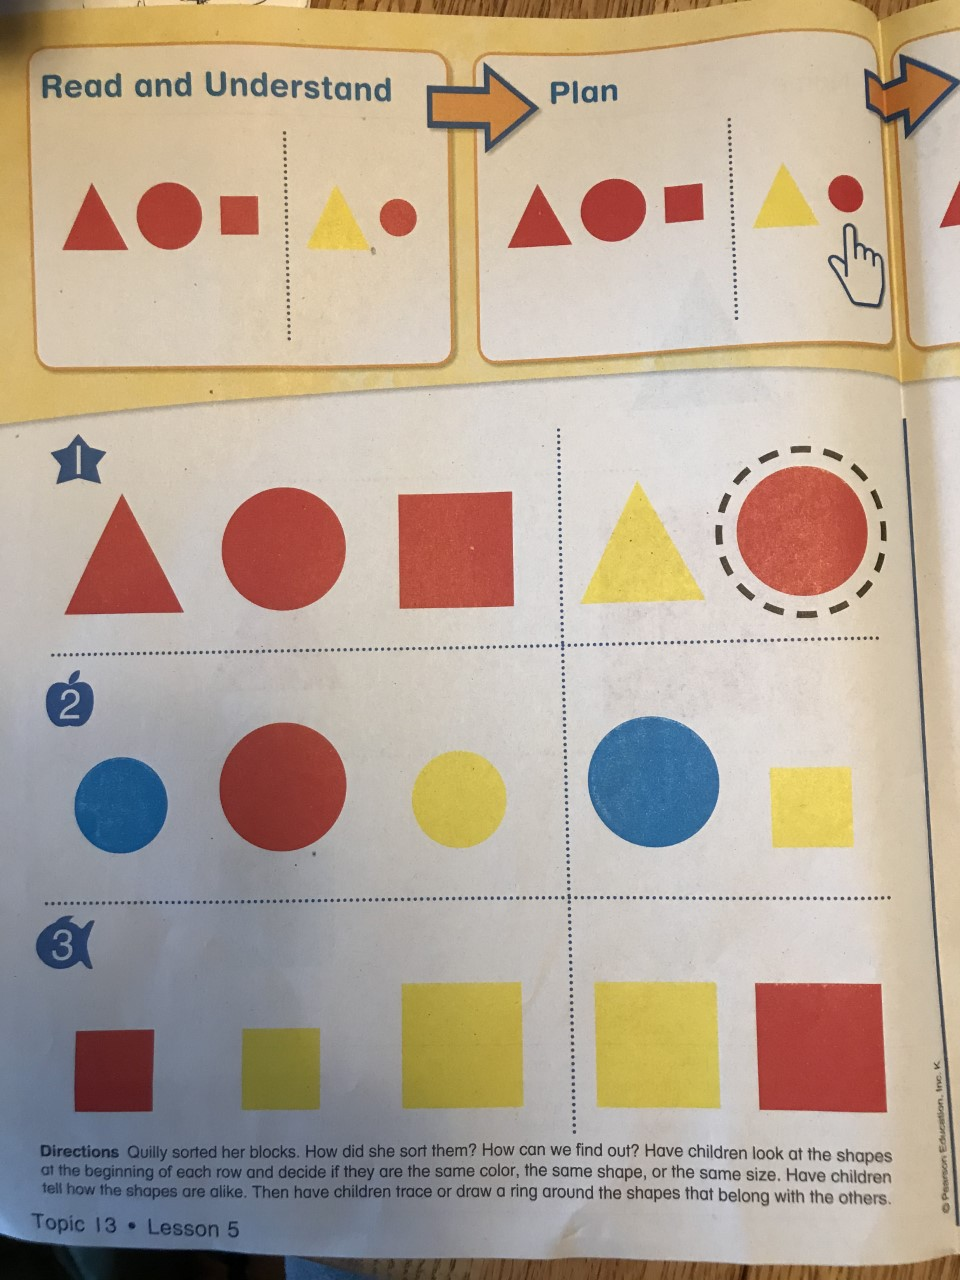 Read and Understand
Plan
1
2
3
Directions Quilly sorted her blocks. How did she sort them? How can we find out? Have children look at the shapes
at the beginning of each row and decide if they are the same color, the same shape, or the same size. Have children
tell how the shapes are alike. Then have children trace or draw a ring around the shapes that belong with the others.
Topic 13 • Lesson 5
© Pearson Education, Inc. K